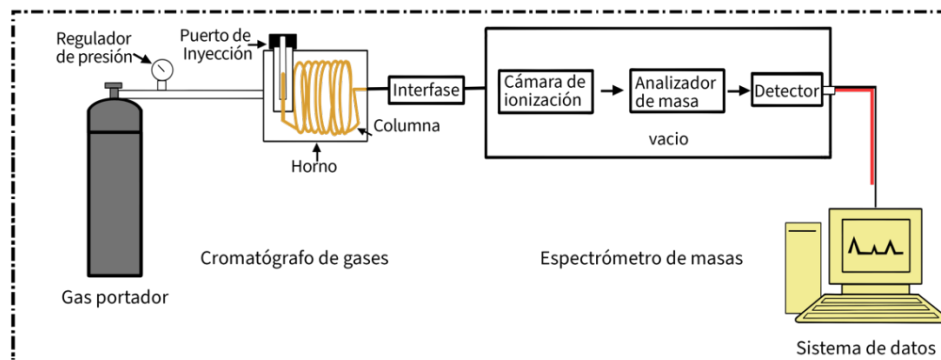 Regulador
de presión
Puerto de
Inyección
Interfase
Cámara de
ionización
Analizador
de masa
Detector
Columna
vacio
Horno
Cromatógrafo de gases
Espectrómetro de masas
Gas portador
Sistema de datos